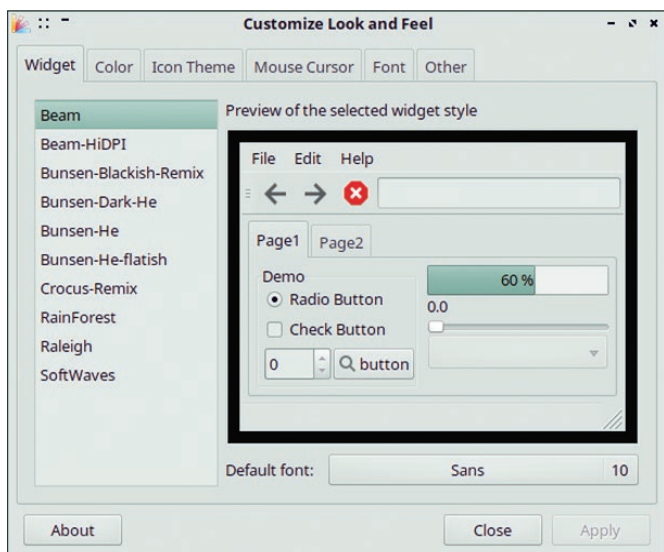 Customize Look and Feel
Widget Color Icon Theme Mouse Cursor Font Other
Beam
Beam-HiDPI
Bunsen-Blackish-Remix
Bunsen-Dark-He
Bunsen-He
Bunsen-He-flatish
Crocus-Remix
RainForest
Raleigh
SoftWaves
Preview of the selected widget style
File Edit Help
Page1 Page2
Demo
Radio Button
Check Button
0 button
60 %
0.0
Default font: Sans 10
About Close Apply